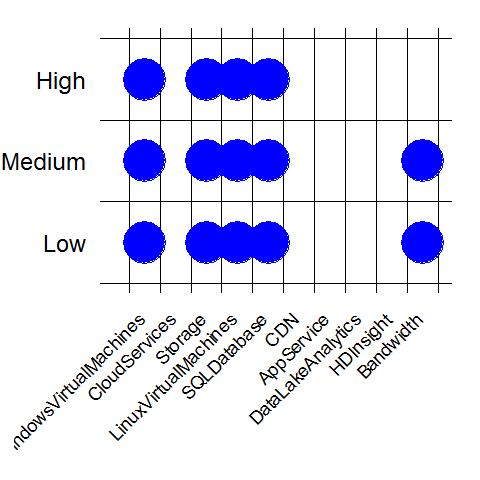 High
Medium
Low
ndowsVirtualMachines
CloudServices
Storage
LinuxVirtualMachines
SQLDatabase
CDN
AppService
DataLakeAnalytics
HDInsight
Bandwidth